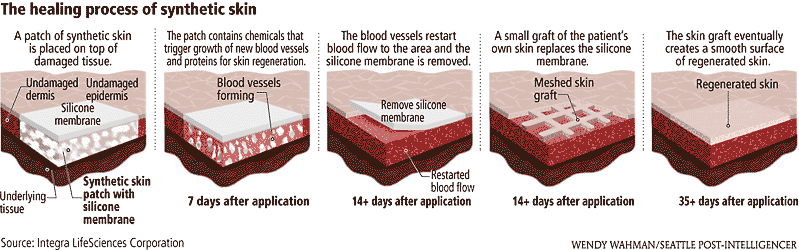 The healing process of synthetic skin
A patch of synthetic skin
is placed on top of
damaged tissue.
Undamaged
dermis
Undamaged
epidermis
Silicone
membrane
Underlying
tissue
Synthetic skin
patch with
silicone
membrane
The patch contains chemicals that
trigger growth of new blood vessels
and proteins for skin regeneration.
Blood vessels
forming
7 days after application
The blood vessels restart
blood flow to the area and the
silicone membrane is removed.
Remove silicone
membrane
Restarted
blood flow
14+ days after application
A small graft of the patient's
own skin replaces the silicone
membrane.
Meshed skin
graft
14+ days after application
The skin graft eventually
creates a smooth surface
of regenerated skin.
Regenerated skin
35+ days after application
Source: Integra LifeSciences Corporation
WENDY WAHMAN/SEATTLE POST-INTELLIGENCER